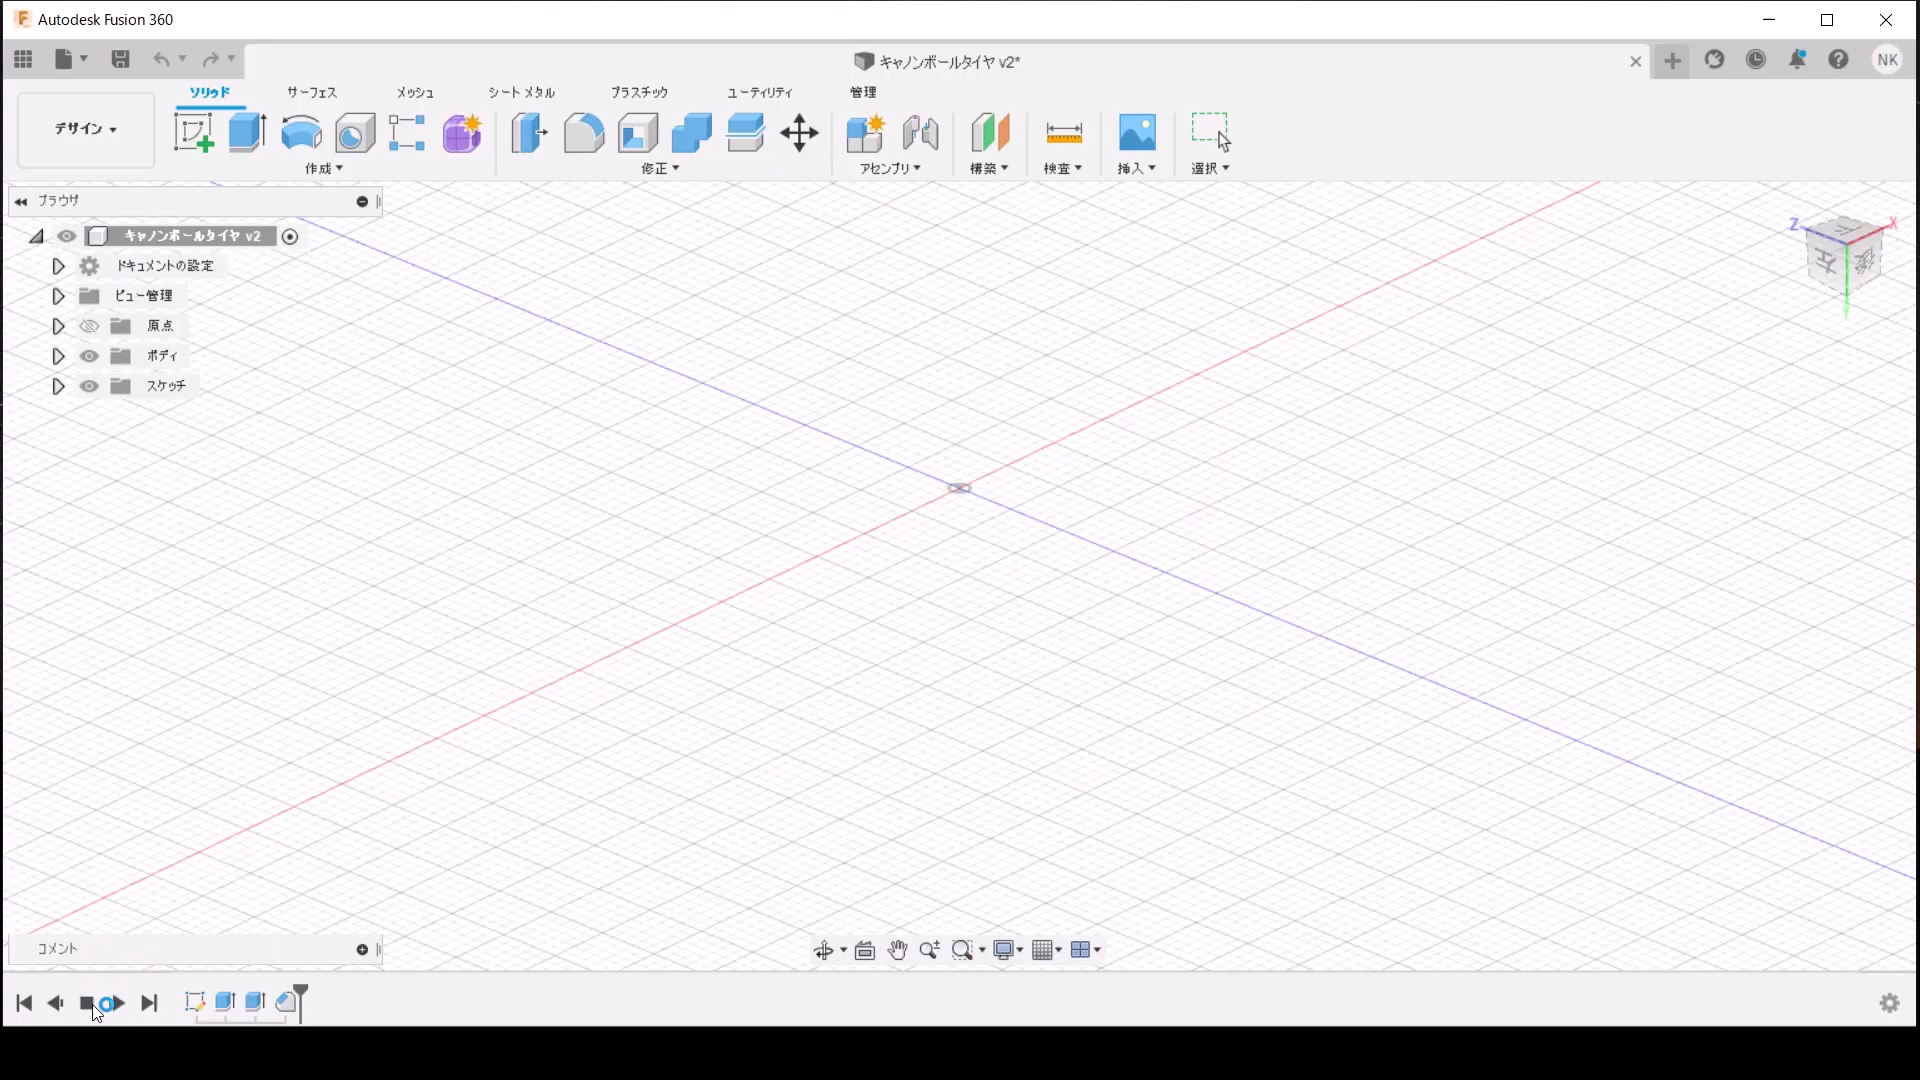 Autodesk Fusion 360
キャノンボールタイヤ v2*
NK
ソリッド サーフェス メッシュ シート メタル プラスチック ユーティリティ 管理
デザイン
作成 修正 アセンブリ 構築 検査 挿入 選択
ブラウザ
キャノンボールタイヤ v2
ドキュメントの設定
ビュー管理
原点
ボディ
スケッチ
Z X
下
左 後
コメント